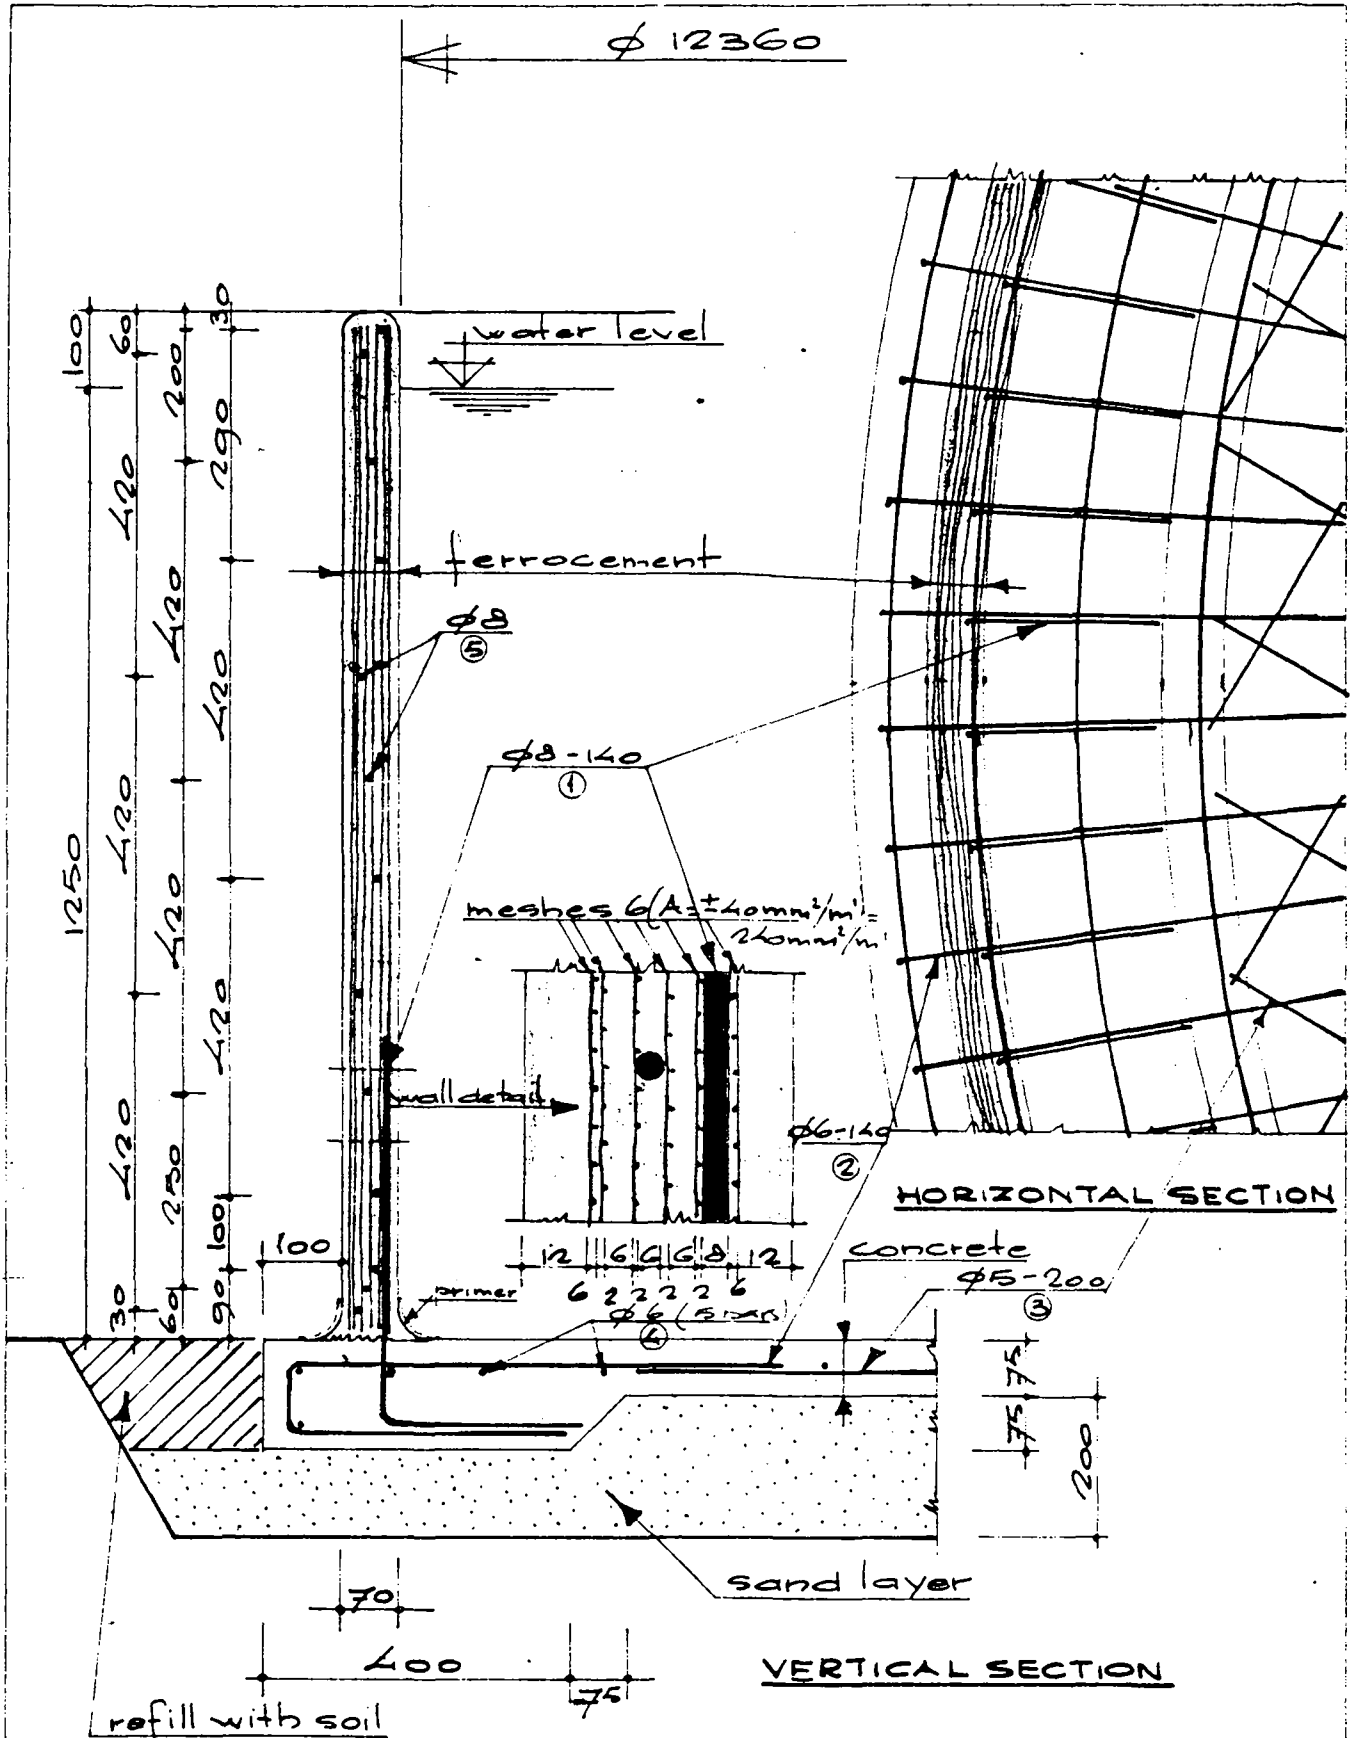 ϕ 12360
water level
100
60
200
30
290
420
420
420
ferrocement
ϕ8
5
ϕ8-140
1
1250
420
420
420
meshes 6(A=±40mm²/m'=
240mm²/m'
wall detail
ϕ6-140
2
HORIZONTAL SECTION
420
250
100
100
30
60
90
12 6 6 6 8 12
6 2 2 2 2 6
primer
ϕ6 (5 bars)
4
concrete
ϕ5-200
3
75
75
200
sand layer
70
400
75
VERTICAL SECTION
refill with soil